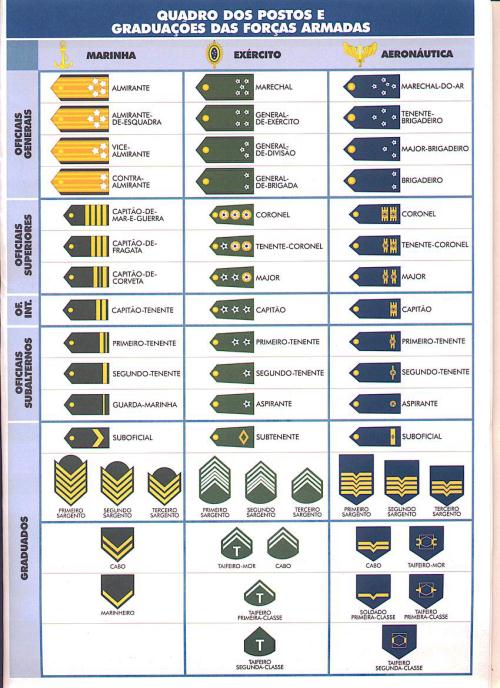 QUADRO DOS POSTOS E
GRADUAÇÕES DAS FORÇAS ARMADAS
MARINHA
EXÉRCITO
AERONÁUTICA
OFICIAIS
GENERAIS
ALMIRANTE
MARECHAL
MARECHAL-DO-AR
ALMIRANTE-
DE-ESQUADRA
GENERAL-
DE-EXÉRCITO
TENENTE-
BRIGADEIRO
VICE-
ALMIRANTE
GENERAL-
DE-DIVISÃO
MAJOR-BRIGADEIRO
CONTRA-
ALMIRANTE
GENERAL-
DE-BRIGADA
BRIGADEIRO
OFICIAIS
SUPERIORES
CAPITÃO-DE-
MAR-E-GUERRA
CORONEL
CORONEL
CAPITÃO-DE-
FRAGATA
TENENTE-CORONEL
TENENTE-CORONEL
CAPITÃO-DE-
CORVETA
MAJOR
MAJOR
OF.
INT.
CAPITÃO-TENENTE
CAPITÃO
CAPITÃO
OFICIAIS
SUBALTERNOS
PRIMEIRO-TENENTE
PRIMEIRO-TENENTE
PRIMEIRO-TENENTE
SEGUNDO-TENENTE
SEGUNDO-TENENTE
SEGUNDO-TENENTE
GUARDA-MARINHA
ASPIRANTE
ASPIRANTE
GRADUADOS
SUBOFICIAL
SUBTENENTE
SUBOFICIAL
PRIMEIRO
SARGENTO
SEGUNDO
SARGENTO
TERCEIRO
SARGENTO
PRIMEIRO
SARGENTO
SEGUNDO
SARGENTO
TERCEIRO
SARGENTO
PRIMEIRO
SARGENTO
SEGUNDO
SARGENTO
TERCEIRO
SARGENTO
CABO
T
TAIFEIRO-MOR
CABO
CABO
TAIFEIRO-MOR
MARINHEIRO
T
TAIFEIRO
PRIMEIRA-CLASSE
SOLDADO
PRIMEIRA-CLASSE
TAIFEIRO
PRIMEIRA-CLASSE
T
TAIFEIRO
SEGUNDA-CLASSE
TAIFEIRO
SEGUNDA-CLASSE